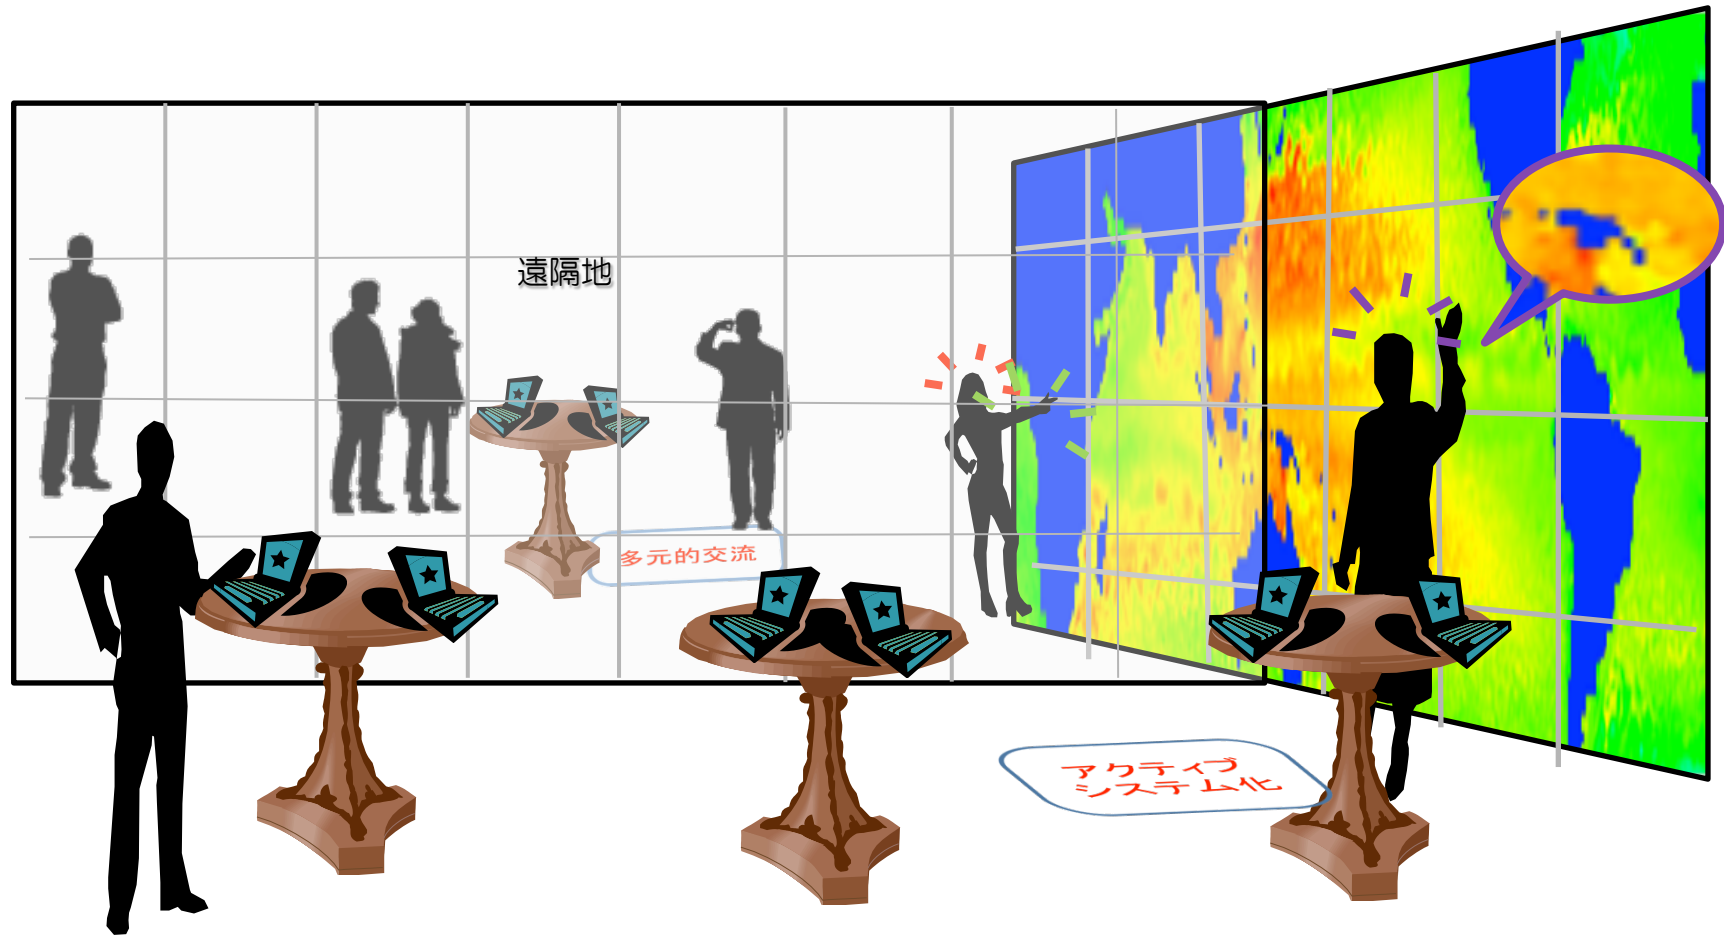 遠隔地
多元的交流
アクティブ
システム化